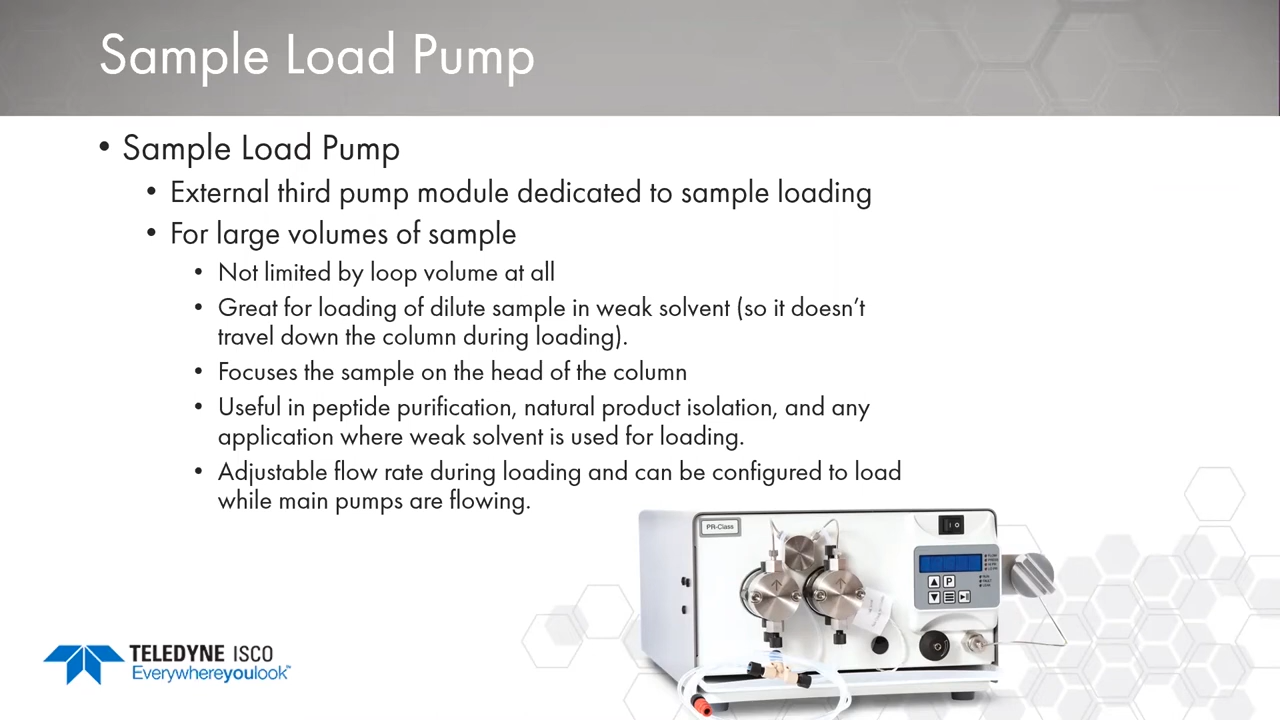 Sample Load Pump
• Sample Load Pump
• External third pump module dedicated to sample loading
• For large volumes of sample
• Not limited by loop volume at all
• Great for loading of dilute sample in weak solvent (so it doesn’t
travel down the column during loading).
• Focuses the sample on the head of the column
• Useful in peptide purification, natural product isolation, and any
application where weak solvent is used for loading.
• Adjustable flow rate during loading and can be configured to load
while main pumps are flowing.
PR-Class
P
TELEDYNE ISCO
Everywhereyoulook™